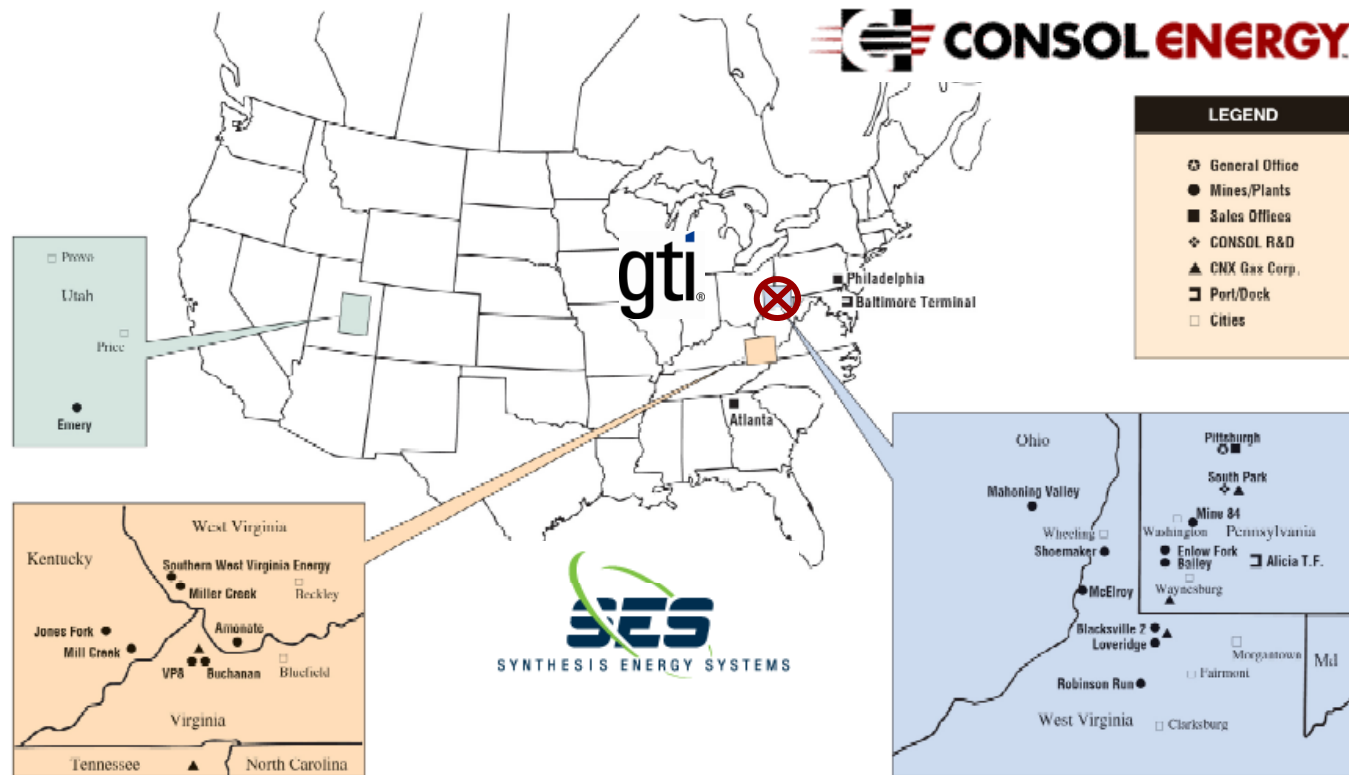 CONSOL ENERGY
LEGEND
General Office
Mines/Plants
Sales Offices
CONSOL R&D
CNX Gax Corp.
Port/Dock
Cities
Provo
Utah
Price
Emery
gti®
Philadelphia
Baltimore Terminal
Atlanta
West Virginia
Kentucky
Southern West Virginia Energy
Miller Creek
Beckley
Jones Fork
Amonate
Mill Creek
VP8
Buchanan
Bluefield
Virginia
Tennessee
North Carolina
SES
SYNTHESIS ENERGY SYSTEMS
Ohio
Pittsburgh
South Park
Mahoning Valley
Mine 84
Wheeling
Washington
Pennsylvania
Shoemaker
Enlow Fork
Bailey
Alicia T.F.
Waynesburg
McElroy
Blacksville 2
Loveridge
Morgantown
Md
Fairmont
Robinson Run
West Virginia
Clarksburg